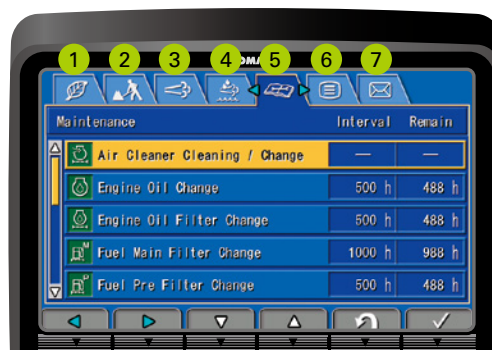 1 2 3 4 5 6 7
Maintenance Interval Remain
Air Cleaner Cleaning / Change — —
Engine Oil Change 500 h 488 h
Engine Oil Filter Change 500 h 488 h
M Fuel Main Filter Change 1000 h 988 h
P Fuel Pre Filter Change 500 h 488 h